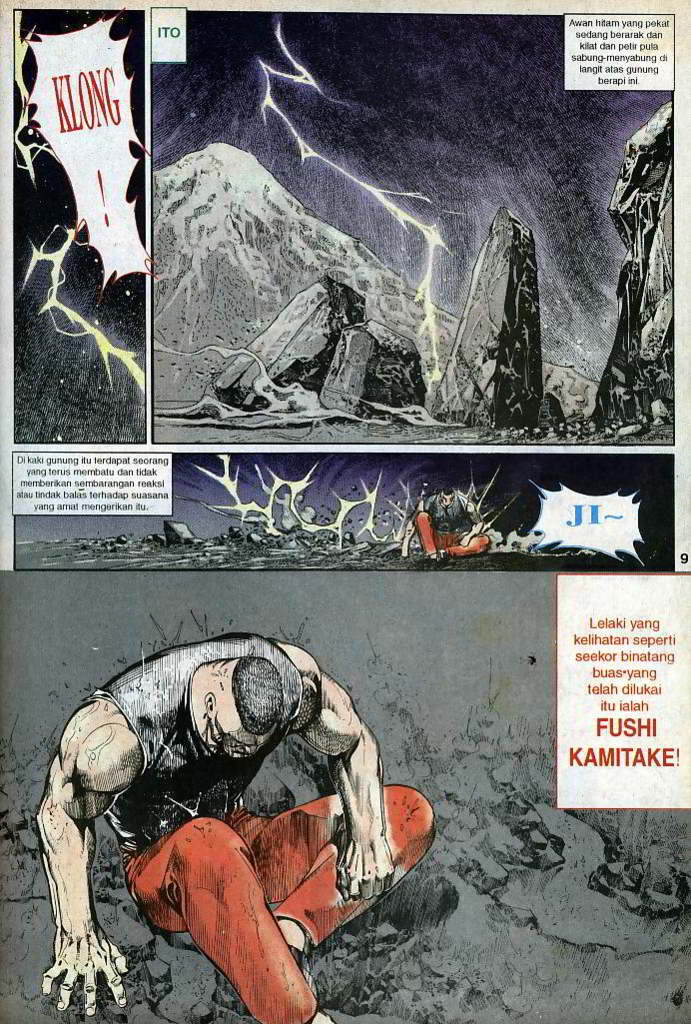 KLONG
!
ITO
Awan hitam yang pekat
sedang berarak dan
kilat dan petir pula
sabung-menyabung di
langit atas gunung
berapi ini.
Di kaki gunung itu terdapat seorang
yang terus membatu dan tidak
memberikan sembarangan reaksi
atau tindak balas terhadap suasana
yang amat mengerikan itu.
JI~
9
Lelaki yang
kelihatan seperti
seekor binatang
buas-yang
telah dilukai
itu ialah
FUSHI
KAMITAKE!